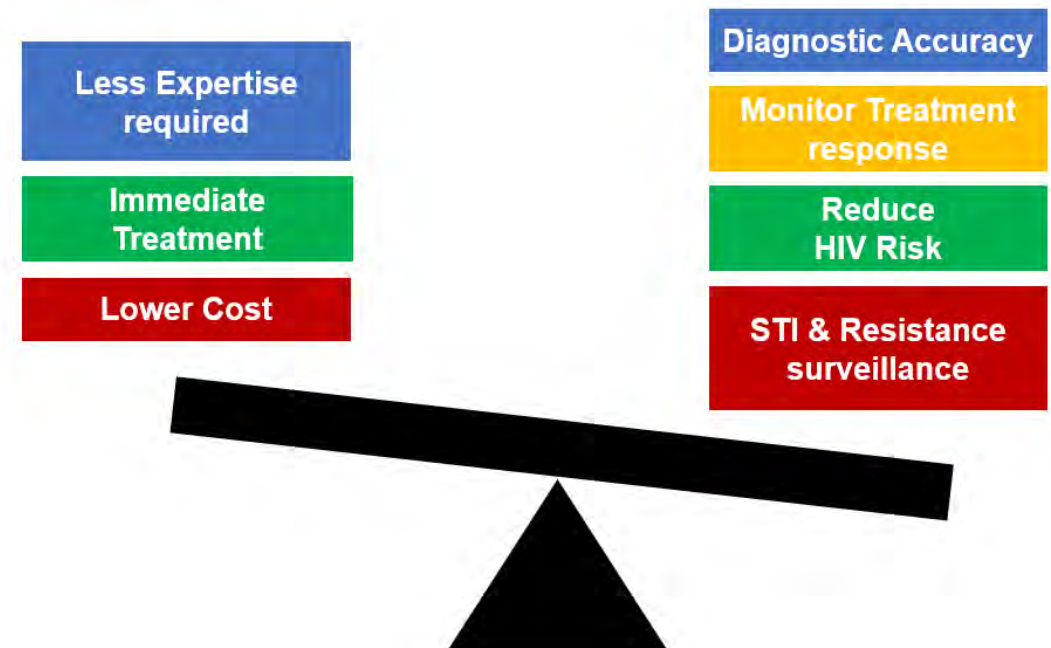 Less Expertise
required
Immediate
Treatment
Lower Cost
Diagnostic Accuracy
Monitor Treatment
response
Reduce
HIV Risk
STI & Resistance
surveillance